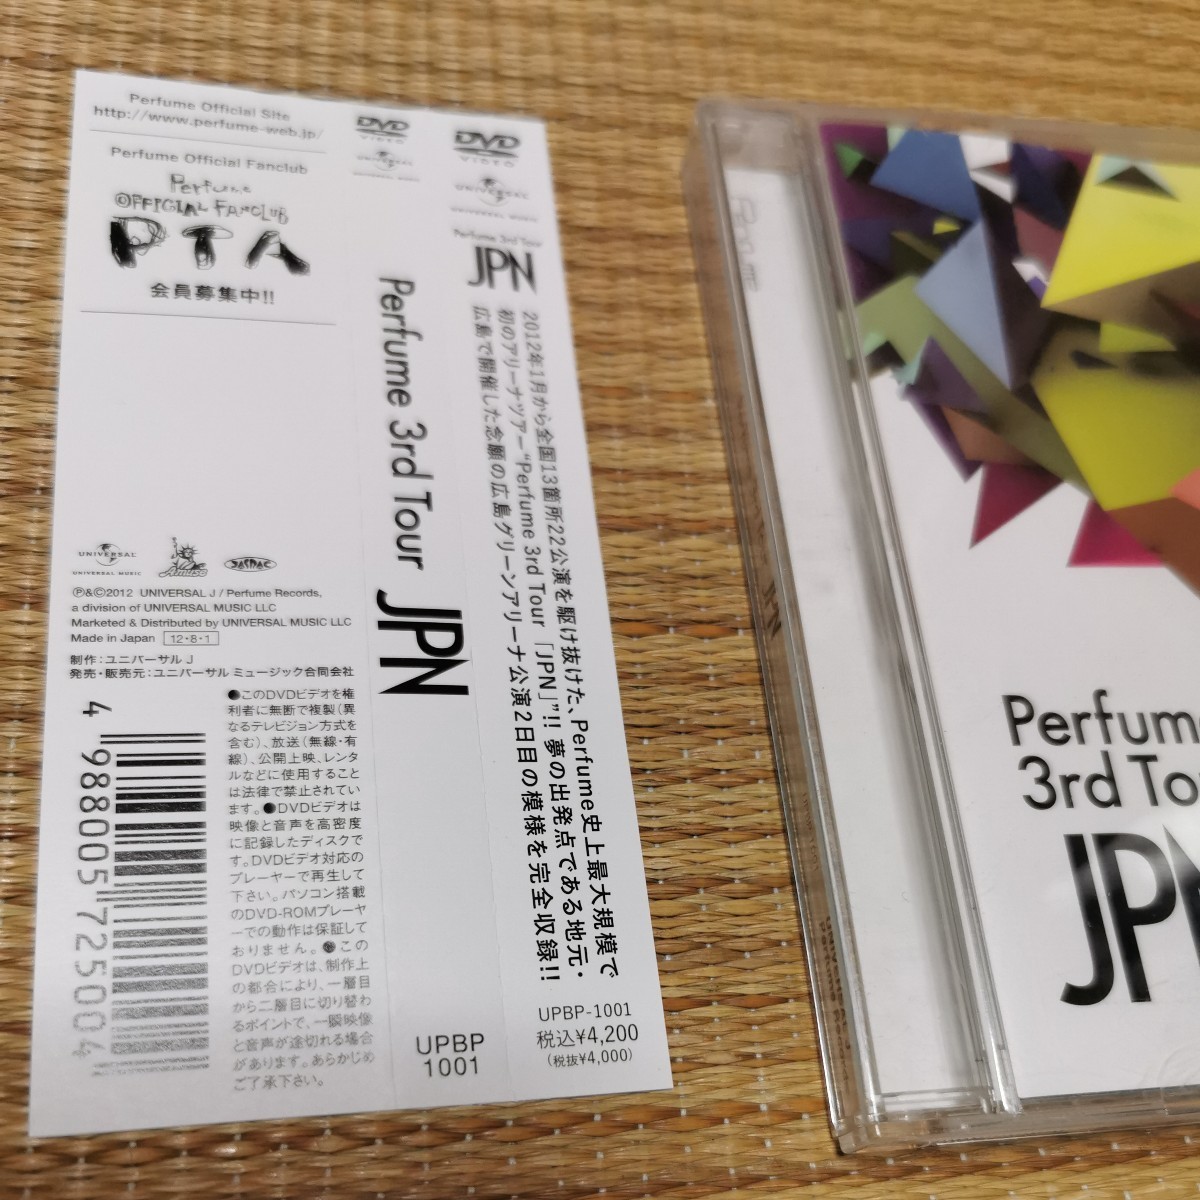 Perfume Official Site
http://www.perfume-web.jp/
Perfume Official Fanclub
Perfume
OFFICIAL FANCLUB
PTA
会員募集中!!
UNIVERSAL
UNIVERSAL MUSIC
Amuse
JASRAC
Ⓟ&Ⓒ2012 UNIVERSAL J / Perfume Records,
a division of UNIVERSAL MUSIC LLC
Marketed & Distributed by UNIVERSAL MUSIC LLC
Made in Japan 12・8・1
制作：ユニバーサル J
発売・販売元：ユニバーサル ミュージック合同会社
●このDVDビデオを権
利者に無断で複製(異
なるテレビジョン方式を
含む)、放送(無線・有
線)、公開上映、レンタ
ルなどに使用すること
は法律で禁止されてい
ます。●DVDビデオは
映像と音声を高密度
に記録したディスクで
す。DVDビデオ対応の
プレーヤーで再生して
下さい。パソコン搭載
のDVD-ROMプレーヤ
ーでの動作は保証して
おりません。●この
DVDビデオは、制作上
の都合により、一層目
から二層目に切り替わ
るポイントで、一瞬映像
と音声が途切れる場合
があります。あらかじめ
ご了承下さい。
4 988005 725004
DVD
VIDEO
UNIVERSAL
UNIVERSAL MUSIC
Perfume 3rd Tour JPN
UPBP
1001
DVD
VIDEO
UNIVERSAL
UNIVERSAL MUSIC
Perfume 3rd Tour
JPN
2012年1月から全国13箇所22公演を駆け抜けた、Perfume史上最大規模で
初のアリーナツアー“Perfume 3rd Tour 「JPN」”!! 夢の出発点である地元・
広島で開催した念願の広島グリーンアリーナ公演2日目の模様を完全収録!!
UPBP-1001
税込¥4,200
(税抜¥4,000)
Perfume
JPN
Perfum
3rd To
JPN